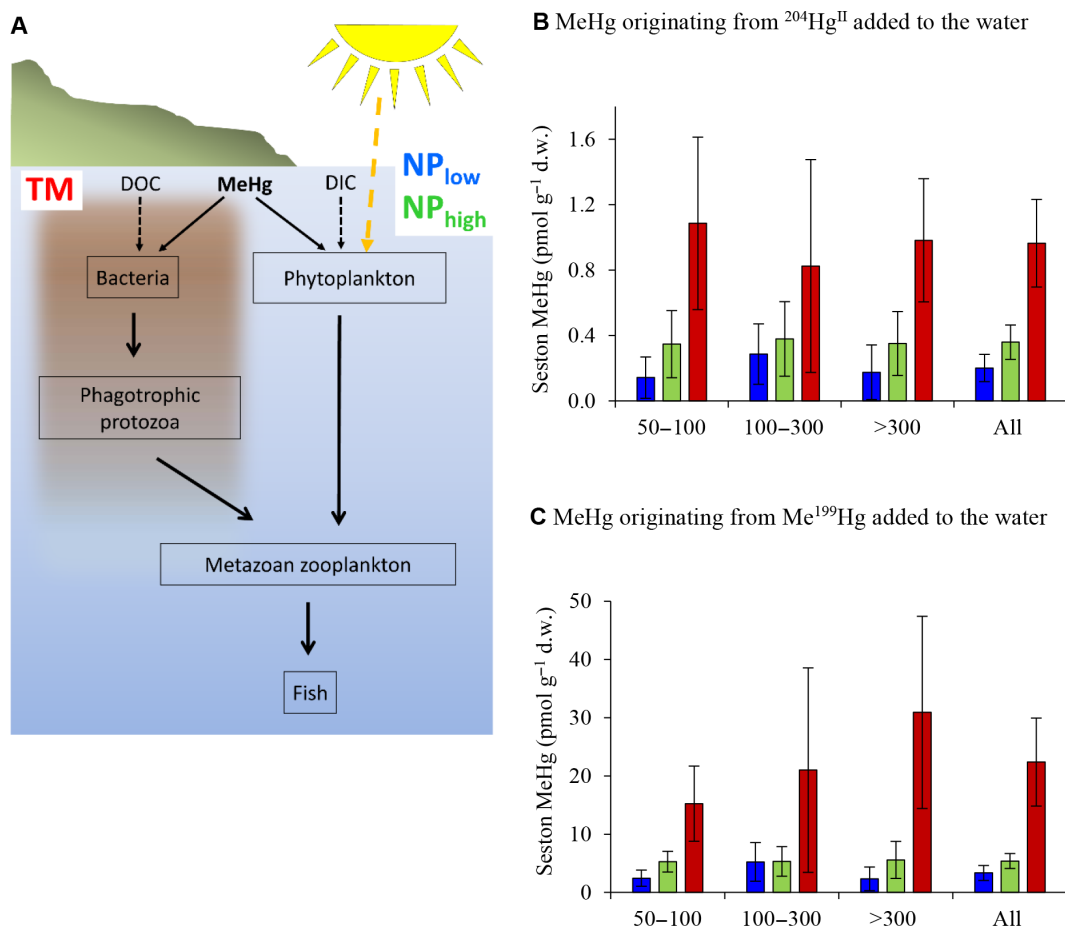 A
TM
DOC
MeHg
DIC
NPlow
NPhigh
Bacteria
Phytoplankton
Phagotrophic
protozoa
Metazoan zooplankton
Fish
B MeHg originating from ²⁰⁴Hgᴵᴵ added to the water
Seston MeHg (pmol g⁻¹ d.w.)
1.6
1.2
0.8
0.4
0.0
50–100 100–300 >300 All
C MeHg originating from Me¹⁹⁹Hg added to the water
Seston MeHg (pmol g⁻¹ d.w.)
50
40
30
20
10
0
50–100 100–300 >300 All